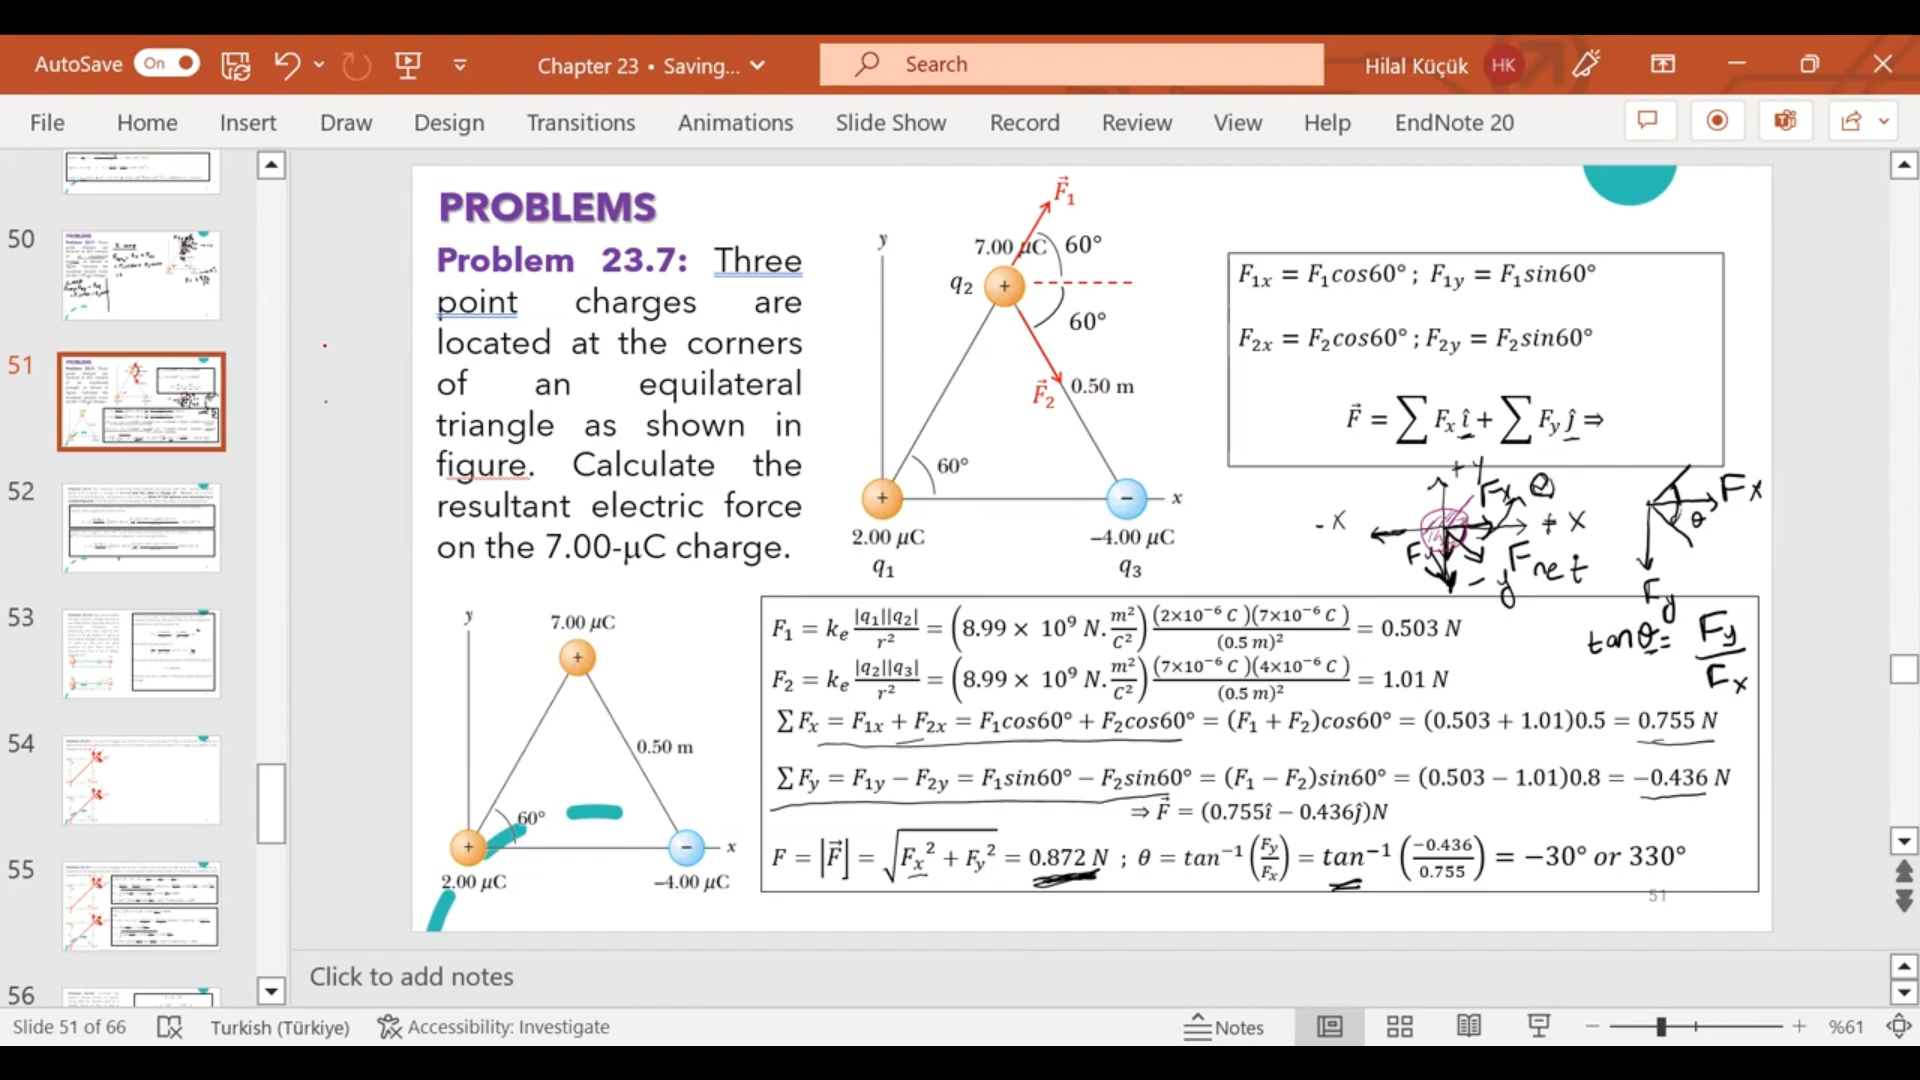 AutoSave On Chapter 23 • Saving... Search Hilal Küçük HK
File Home Insert Draw Design Transitions Animations Slide Show Record Review View Help EndNote 20
50
51
52
53
54
55
56
PROBLEMS
Problem 23.7: Three
point charges are
located at the corners
of an equilateral
triangle as shown in
figure. Calculate the
resultant electric force
on the 7.00-μC charge.
y
F⃗₁
7.00 μC 60°
q₂ +
60°
F⃗₂ 0.50 m
60°
+ − x
2.00 μC −4.00 μC
q₁ q₃
F₁ₓ = F₁cos60° ; F₁y = F₁sin60°
F₂ₓ = F₂cos60° ; F₂y = F₂sin60°
F⃗ = ∑ Fₓ î + ∑ Fy ĵ ⇒
+y
Fx θ
-x + x
Fy Fnet
-y
Fx
θ
Fy
tanθ = Fy/Fx
y 7.00 μC
+
0.50 m
60°
+ − x
2.00 μC −4.00 μC
F₁ = kₑ |q₁||q₂|/r² = (8.99 × 10⁹ N. m²/C²) (2×10⁻⁶ C)(7×10⁻⁶ C)/(0.5 m)² = 0.503 N
F₂ = kₑ |q₂||q₃|/r² = (8.99 × 10⁹ N. m²/C²) (7×10⁻⁶ C)(4×10⁻⁶ C)/(0.5 m)² = 1.01 N
∑ Fₓ = F₁ₓ + F₂ₓ = F₁cos60° + F₂cos60° = (F₁ + F₂)cos60° = (0.503 + 1.01)0.5 = 0.755 N
∑ Fy = F₁y − F₂y = F₁sin60° − F₂sin60° = (F₁ − F₂)sin60° = (0.503 − 1.01)0.8 = −0.436 N
⇒ F⃗ = (0.755î − 0.436ĵ)N
F = |F⃗| = √(Fₓ² + Fy²) = 0.872 N ; θ = tan⁻¹ (Fy/Fₓ) = tan⁻¹ (−0.436/0.755) = −30° or 330°
51
Click to add notes
Slide 51 of 66 Turkish (Türkiye) Accessibility: Investigate Notes − + %61